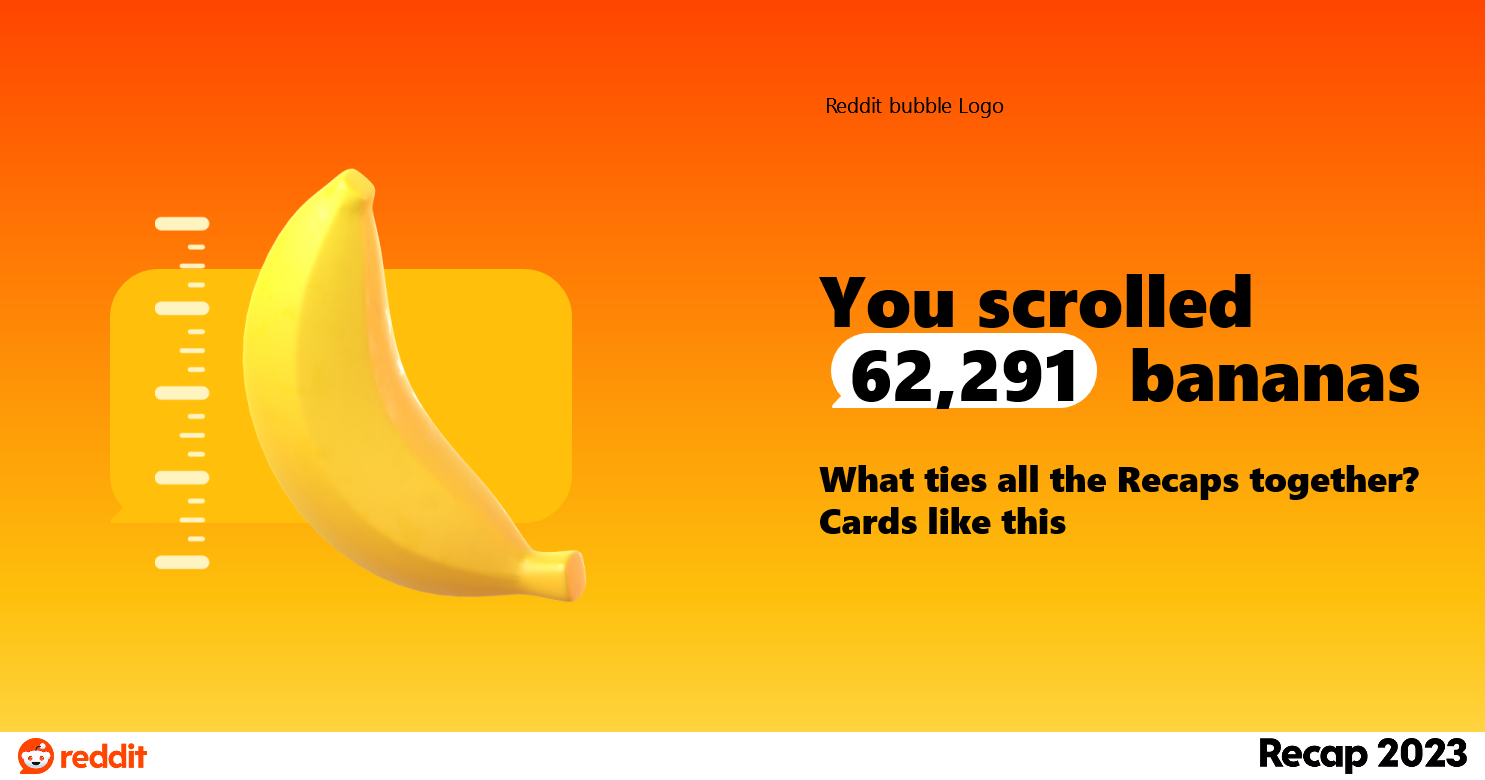 Reddit bubble Logo
You scrolled
62,291 bananas
What ties all the Recaps together?
Cards like this
reddit
Recap 2023